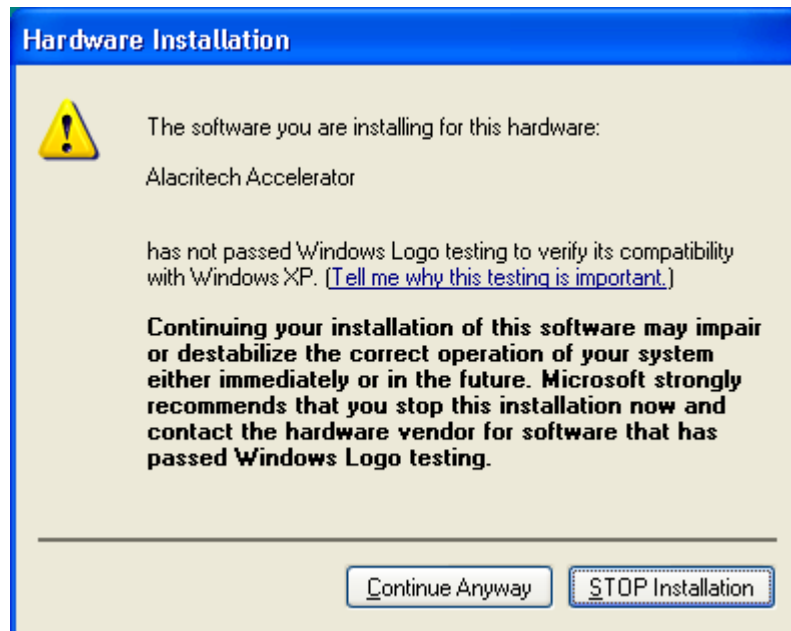 Hardware Installation
The software you are installing for this hardware:
Alacritech Accelerator
has not passed Windows Logo testing to verify its compatibility
with Windows XP. (Tell me why this testing is important.)
Continuing your installation of this software may impair
or destabilize the correct operation of your system
either immediately or in the future. Microsoft strongly
recommends that you stop this installation now and
contact the hardware vendor for software that has
passed Windows Logo testing.
Continue Anyway STOP Installation